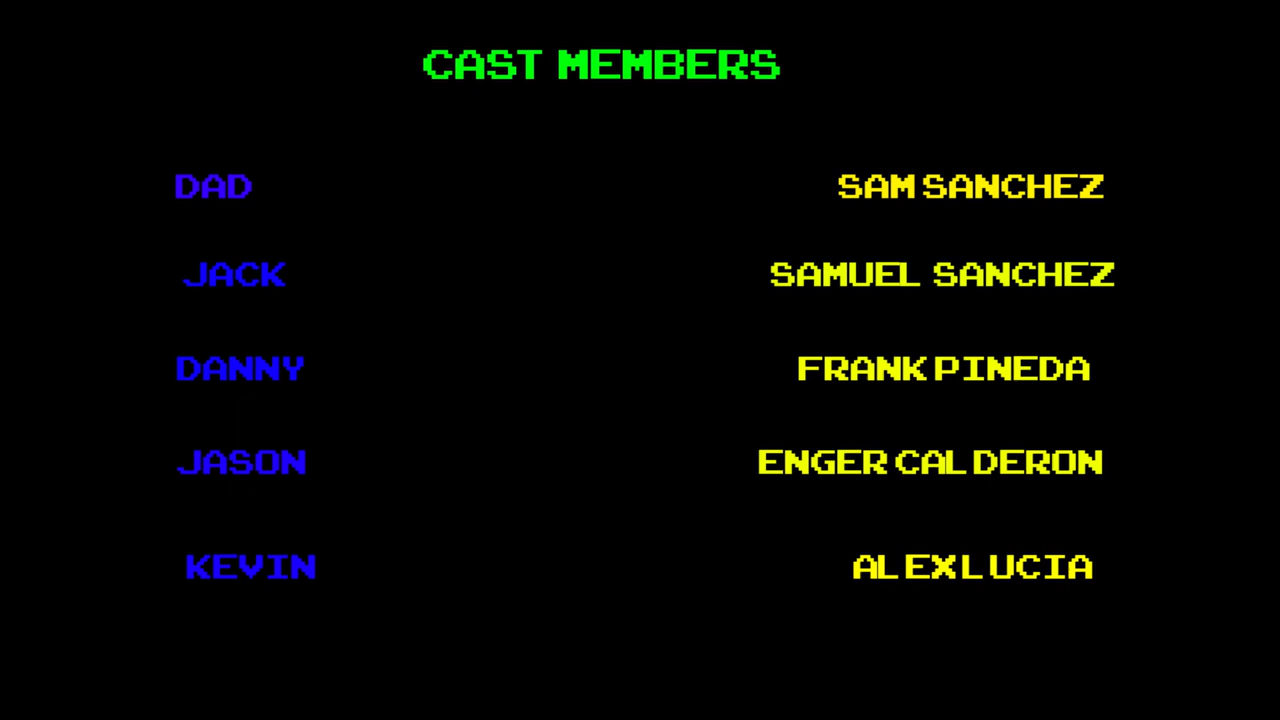 CAST MEMBERS
DAD SAM SANCHEZ
JACK SAMUEL SANCHEZ
DANNY FRANK PINEDA
JASON ENGER CALDERON
KEVIN ALEX LUCIA